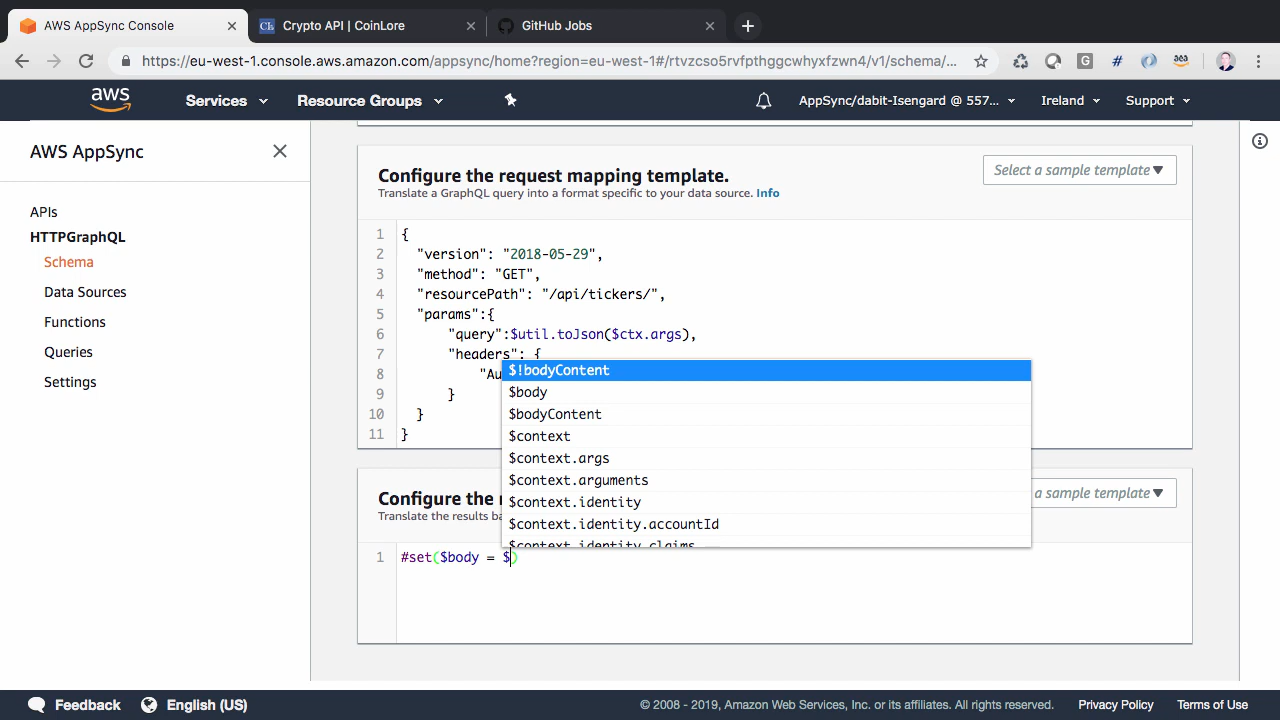 AWS AppSync Console
Crypto API | CoinLore
GitHub Jobs
https://eu-west-1.console.aws.amazon.com/appsync/home?region=eu-west-1#/rtvzcso5rvfpthggcwhyxfzwn4/v1/schema/...
aws
Services
Resource Groups
AppSync/dabit-Isengard @ 557...
Ireland
Support
AWS AppSync
APIs
HTTPGraphQL
Schema
Data Sources
Functions
Queries
Settings
Configure the request mapping template.
Translate a GraphQL query into a format specific to your data source. Info
Select a sample template
1 {
2 "version": "2018-05-29",
3 "method": "GET",
4 "resourcePath": "/api/tickers/",
5 "params":{
6 "query":$util.toJson($ctx.args),
7 "headers": {
8 "Au
9 }
10 }
11 }
$!bodyContent
$body
$bodyContent
$context
$context.args
$context.arguments
$context.identity
$context.identity.accountId
$context.identity.claims
Configure the
Translate the results ba
a sample template
1 #set($body = $)
Feedback
English (US)
© 2008 - 2019, Amazon Web Services, Inc. or its affiliates. All rights reserved.
Privacy Policy
Terms of Use